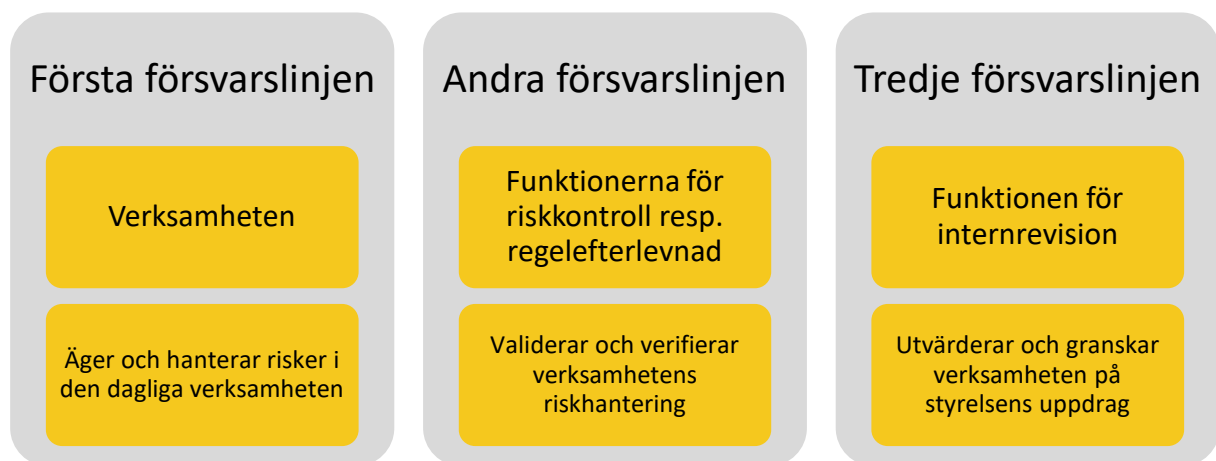 Första försvarslinjen
Verksamheten
Äger och hanterar risker i
den dagliga verksamheten
Andra försvarslinjen
Funktionerna för
riskkontroll resp.
regelefterlevnad
Validerar och verifierar
verksamhetens
riskhantering
Tredje försvarslinjen
Funktionen för
internrevision
Utvärderar och granskar
verksamheten på
styrelsens uppdrag